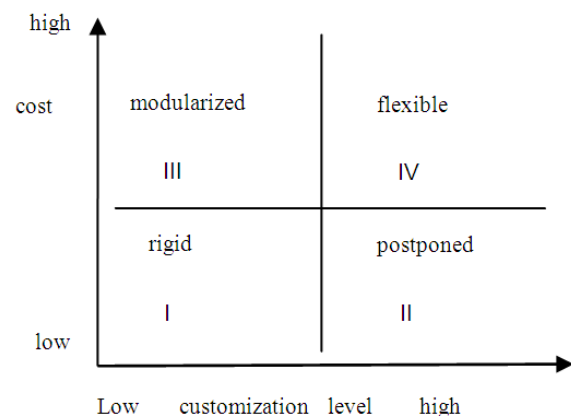 high
cost
modularized flexible
III IV
rigid postponed
I II
low
Low customization level high